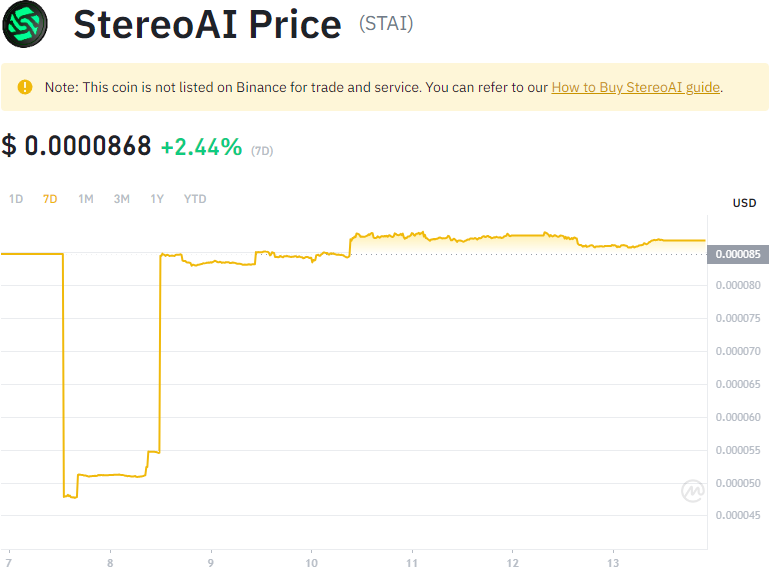 StereoAI Price (STAI)
Note: This coin is not listed on Binance for trade and service. You can refer to our How to Buy StereoAI guide.
$ 0.0000868 +2.44% (7D)
1D 7D 1M 3M 1Y YTD
USD
0.000085
0.000080
0.000075
0.000070
0.000065
0.000060
0.000055
0.000050
0.000045
7 8 9 10 11 12 13